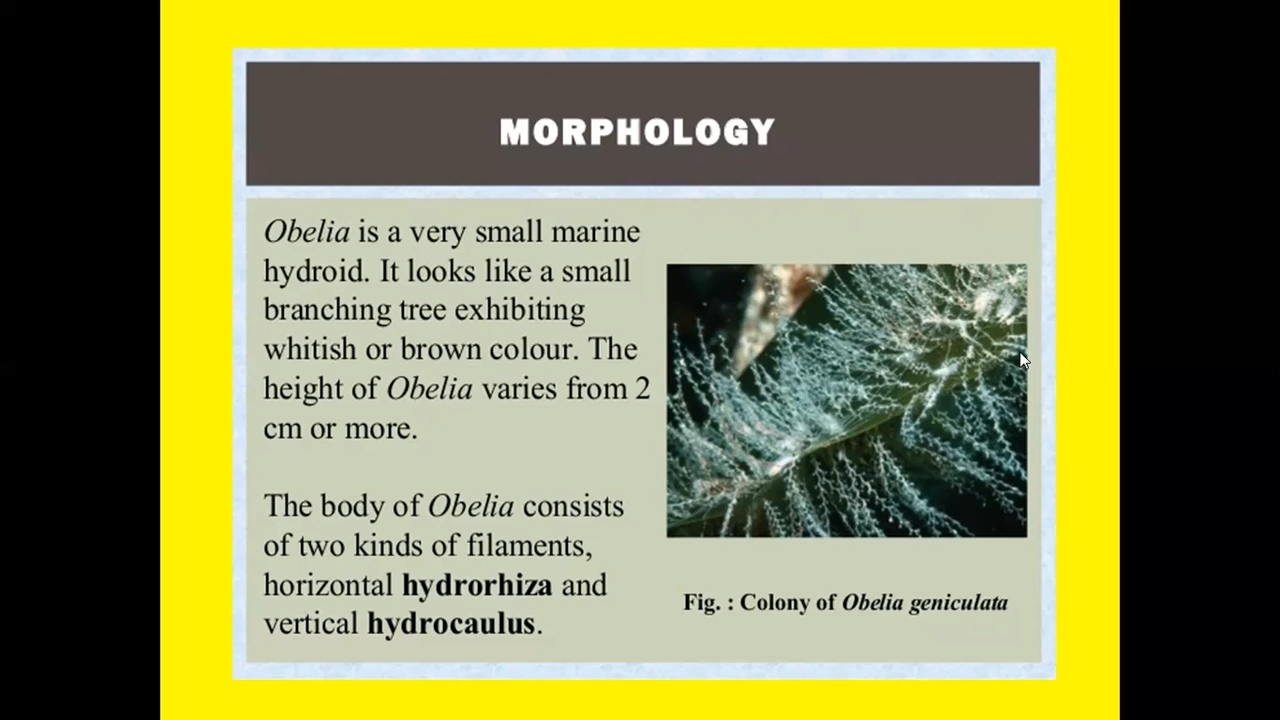 MORPHOLOGY
Obelia is a very small marine
hydroid. It looks like a small
branching tree exhibiting
whitish or brown colour. The
height of Obelia varies from 2
cm or more.
The body of Obelia consists
of two kinds of filaments,
horizontal hydrorhiza and
vertical hydrocaulus.
Fig. : Colony of Obelia geniculata